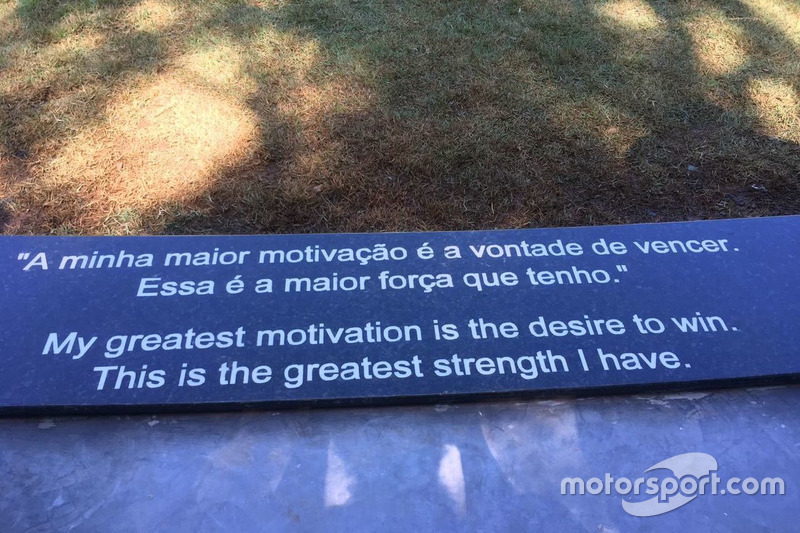 "A minha maior motivação é a vontade de vencer.
Essa é a maior força que tenho."
My greatest motivation is the desire to win.
This is the greatest strength I have.
motorsport.com